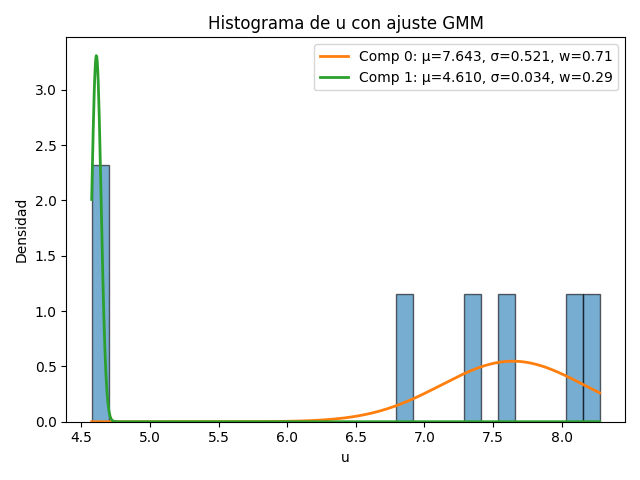 Histograma de u con ajuste GMM
Comp 0: μ=7.643, σ=0.521, w=0.71
Comp 1: μ=4.610, σ=0.034, w=0.29
Densidad
3.0
2.5
2.0
1.5
1.0
0.5
0.0
4.5 5.0 5.5 6.0 6.5 7.0 7.5 8.0
u